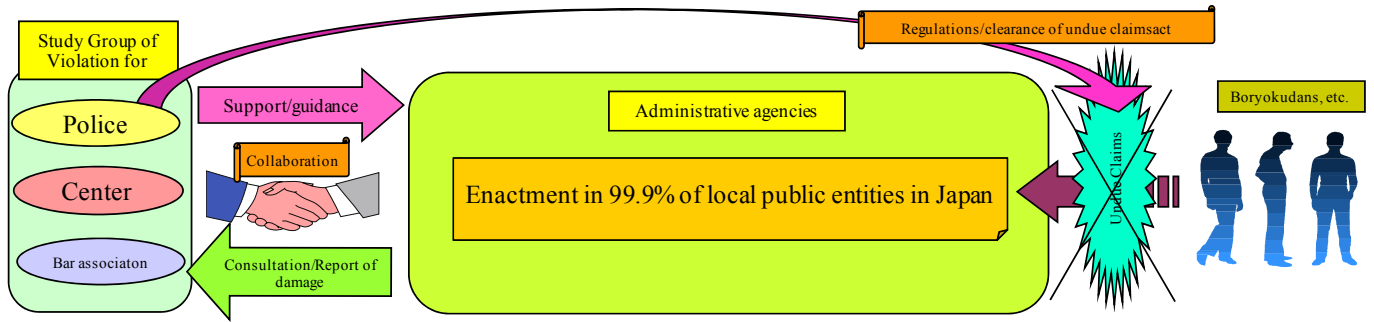 Study Group of
Violation for
Police
Center
Bar associaton
Support/guidance
Collaboration
Consultation/Report of
damage
Administrative agencies
Enactment in 99.9% of local public entities in Japan
Regulations/clearance of undue claimsact
Undue Claims
Boryokudans, etc.